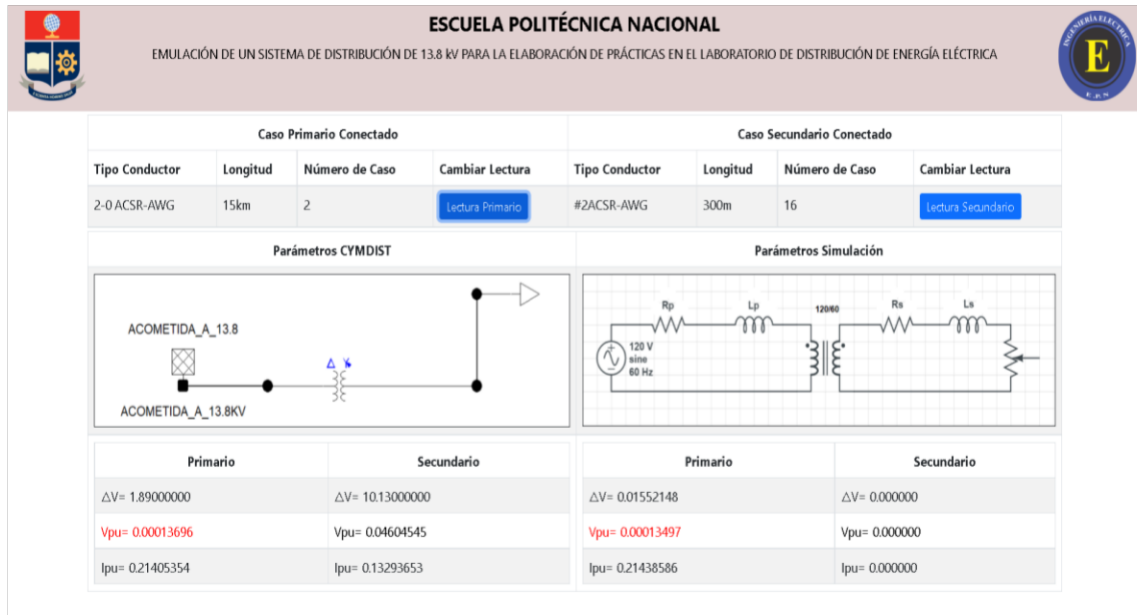 ESCUELA POLITÉCNICA NACIONAL
EMULACIÓN DE UN SISTEMA DE DISTRIBUCIÓN DE 13.8 kV PARA LA ELABORACIÓN DE PRÁCTICAS EN EL LABORATORIO DE DISTRIBUCIÓN DE ENERGÍA ELÉCTRICA
INGENIERÍA ELECTRICA
E
E.P.N
Caso Primario Conectado
Caso Secundario Conectado
Tipo Conductor Longitud Número de Caso Cambiar Lectura Tipo Conductor Longitud Número de Caso Cambiar Lectura
2-0 ACSR-AWG 15km 2 Lectura Primario #2ACSR-AWG 300m 16 Lectura Secundario
Parámetros CYMDIST
Parámetros Simulación
ACOMETIDA_A_13.8
ACOMETIDA_A_13.8KV
Rp Lp 120/60 Rs Ls
120 V
sine
60 Hz
Primario Secundario Primario Secundario
△V= 1.89000000 △V= 10.13000000 △V= 0.01552148 △V= 0.000000
Vpu= 0.00013696 Vpu= 0.04604545 Vpu= 0.00013497 Vpu= 0.000000
Ipu= 0.21405354 Ipu= 0.13293653 Ipu= 0.21438586 Ipu= 0.000000